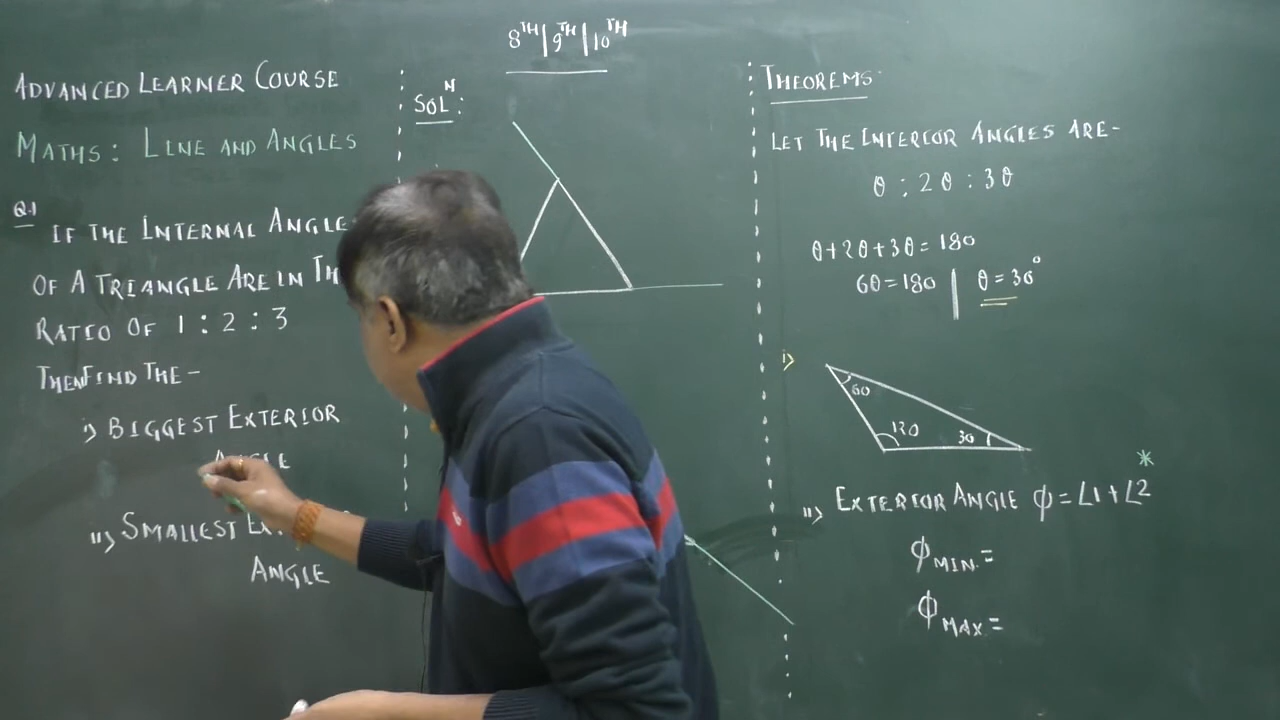 8TH|9TH|10TH
ADVANCED LEARNER COURSE
MATHS: LINE AND ANGLES
Q.1 IF THE INTERNAL ANGLE
OF A TRIANGLE ARE IN TH
RATIO OF 1 : 2 : 3
THEN FIND THE -
i) BIGGEST EXTERIOR
ANGLE
ii) SMALLEST EX
ANGLE
SOLN:
THEOREMS:
LET THE INTERIOR ANGLES ARE-
θ : 2θ : 3θ
θ+2θ+3θ=180
6θ=180 | θ=30°
i)
60
120
30
ii) EXTERIOR ANGLE ϕ=∠1+∠2 *
ϕMIN.=
ϕMAX=